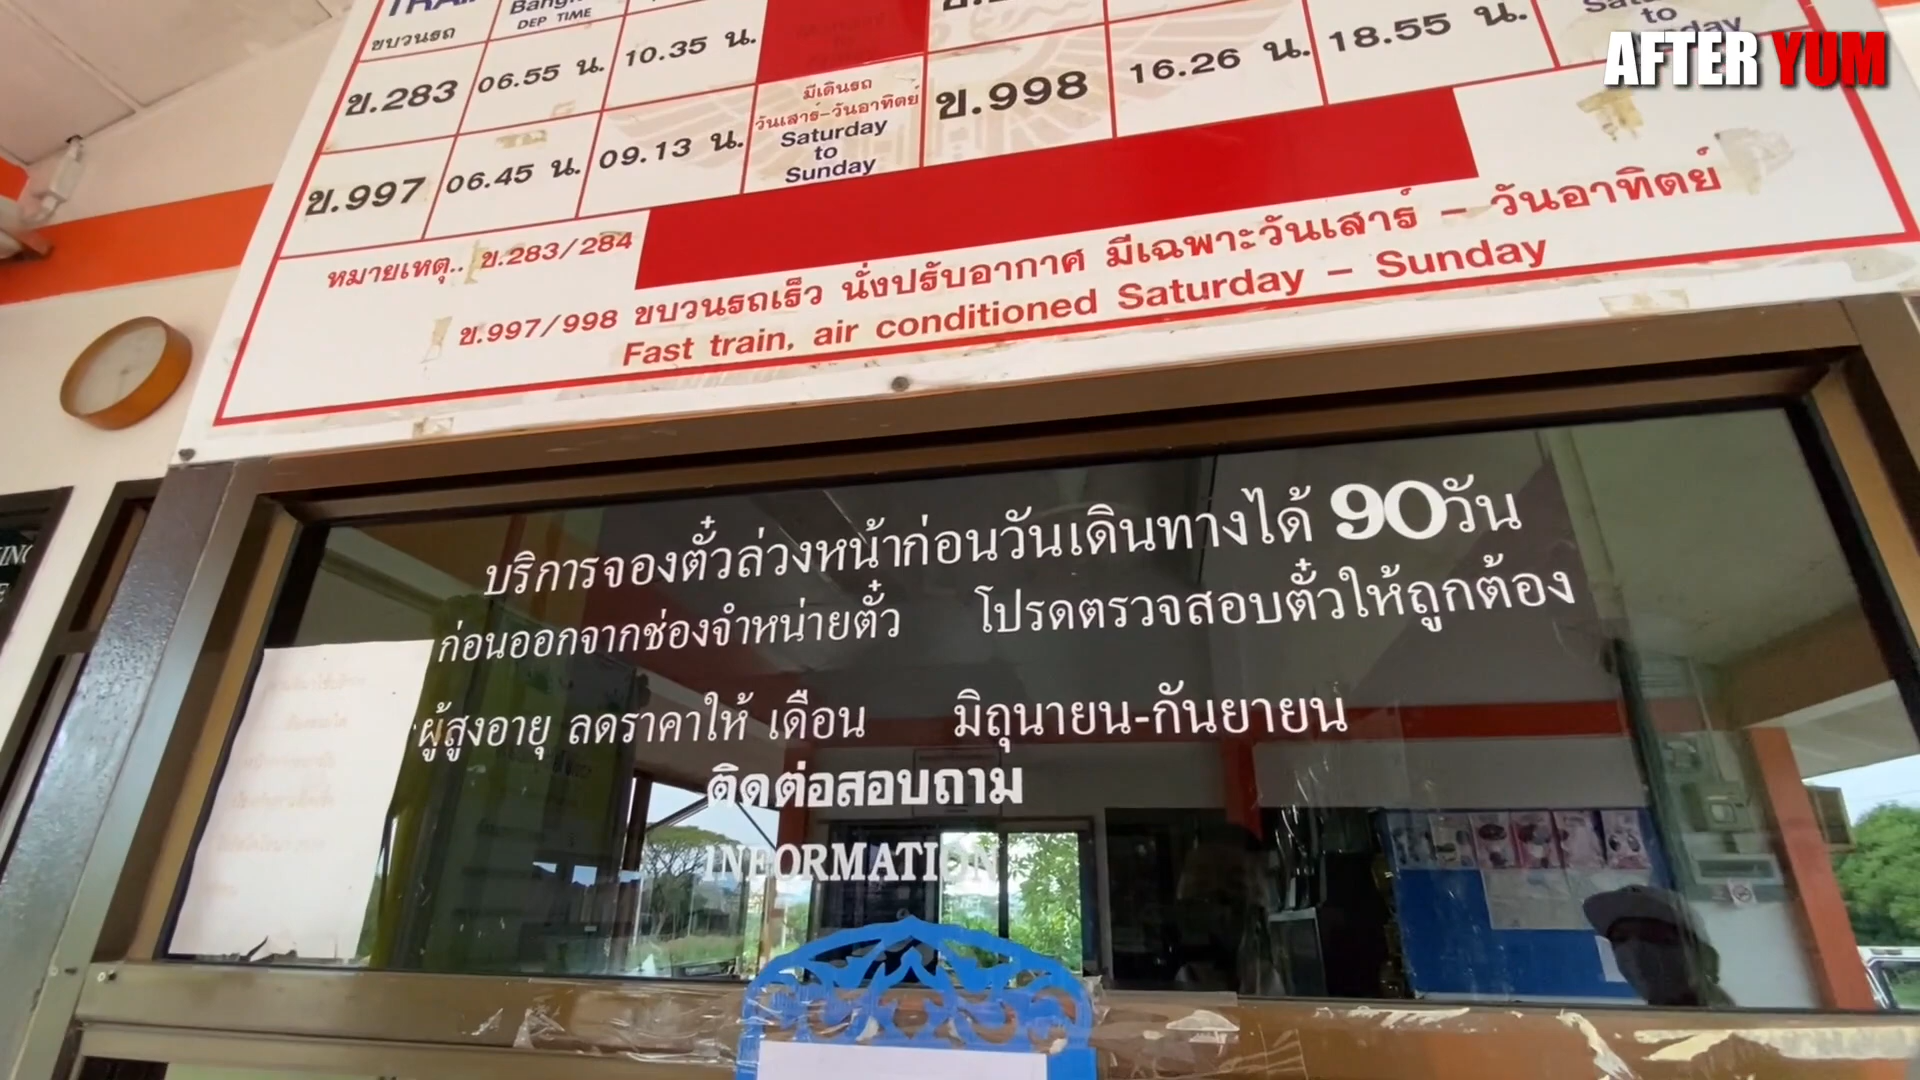 ขบวนรถ
DEP TIME
ข.283 06.55 น. 10.35 น.
ข.997 06.45 น. 09.13 น.
มีเดินรถ
วันเสาร์-วันอาทิตย์
Saturday
to
Sunday
ข.998 16.26 น. 18.55 น.
to
AFTER YUM
หมายเหตุ.. ข.283/284
ข.997/998 ขบวนรถเร็ว นั่งปรับอากาศ มีเฉพาะวันเสาร์ - วันอาทิตย์
Fast train, air conditioned Saturday - Sunday
บริการจองตั๋วล่วงหน้าก่อนวันเดินทางได้ 90วัน
ก่อนออกจากช่องจำหน่ายตั๋ว โปรดตรวจสอบตั๋วให้ถูกต้อง
ผู้สูงอายุ ลดราคาให้ เดือน มิถุนายน-กันยายน
ติดต่อสอบถาม
INFORMATION